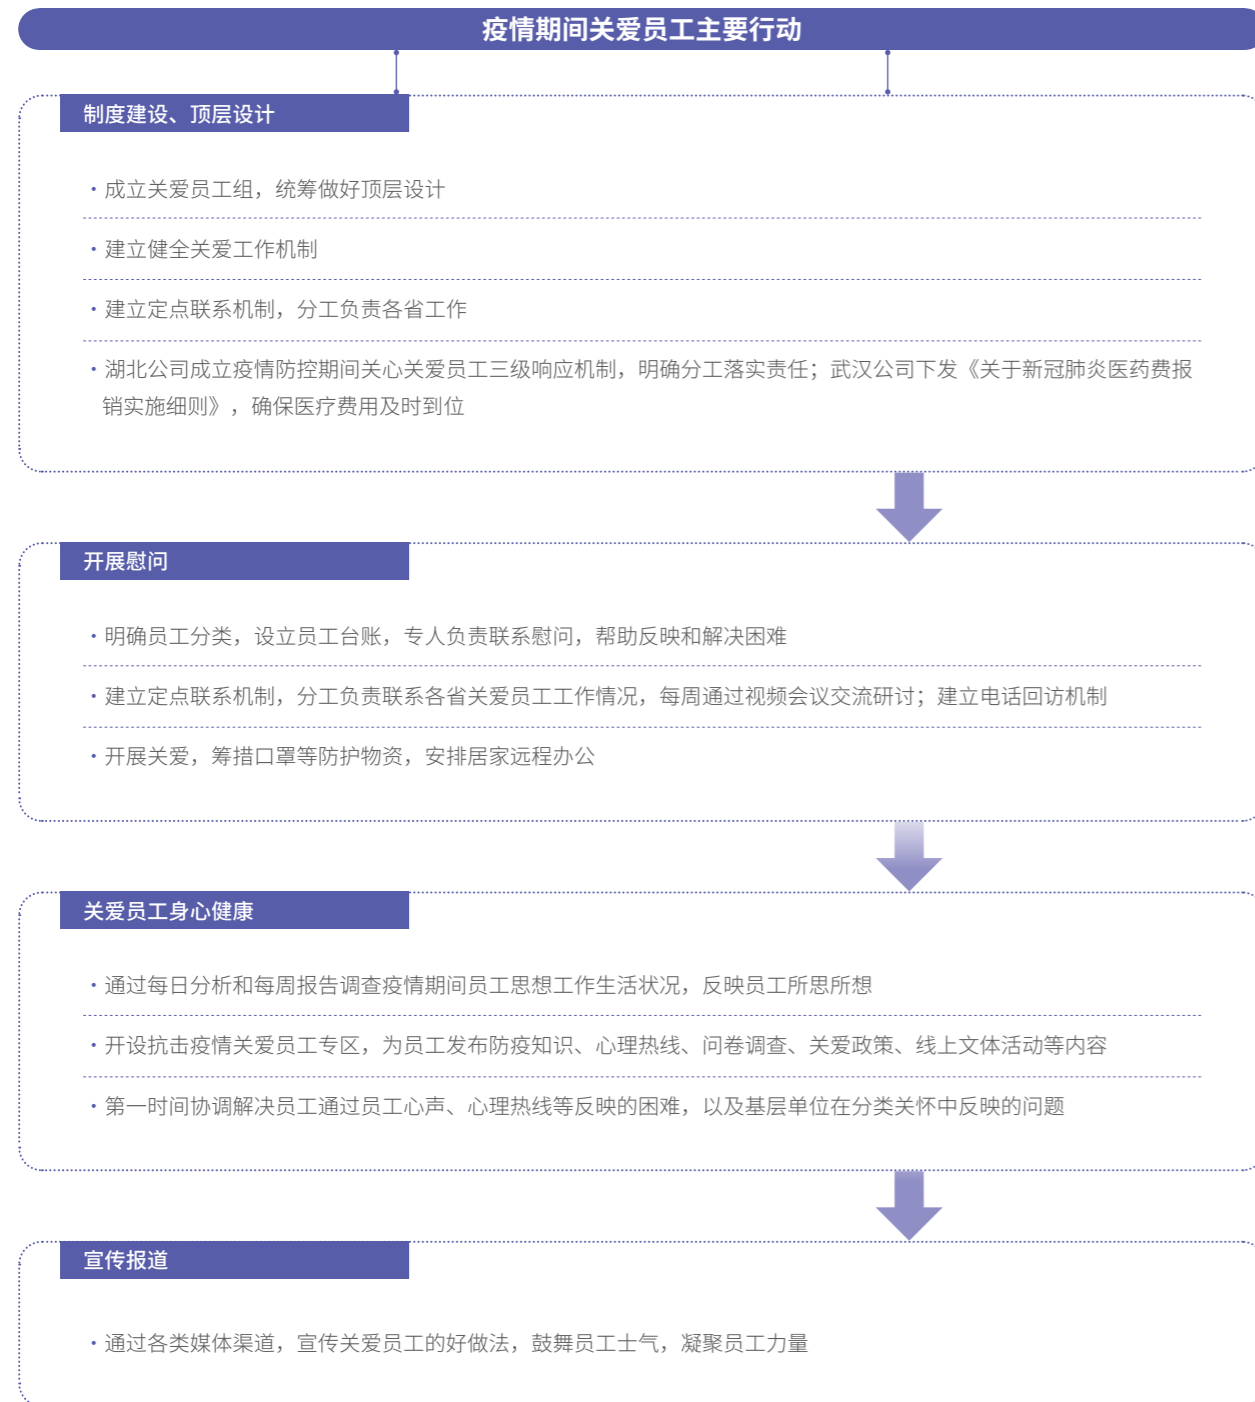 疫情期间关爱员工主要行动
制度建设、顶层设计
·成立关爱员工组，统筹做好顶层设计
·建立健全关爱工作机制
·建立定点联系机制，分工负责各省工作
·湖北公司成立疫情防控期间关心关爱员工三级响应机制，明确分工落实责任；武汉公司下发《关于新冠肺炎医药费报
销实施细则》，确保医疗费用及时到位
开展慰问
·明确员工分类，设立员工台账，专人负责联系慰问，帮助反映和解决困难
·建立定点联系机制，分工负责联系各省关爱员工工作情况，每周通过视频会议交流研讨；建立电话回访机制
·开展关爱，筹措口罩等防护物资，安排居家远程办公
关爱员工身心健康
·通过每日分析和每周报告调查疫情期间员工思想工作生活状况，反映员工所思所想
·开设抗击疫情关爱员工专区，为员工发布防疫知识、心理热线、问卷调查、关爱政策、线上文体活动等内容
·第一时间协调解决员工通过员工心声、心理热线等反映的困难，以及基层单位在分类关怀中反映的问题
宣传报道
·通过各类媒体渠道，宣传关爱员工的好做法，鼓舞员工士气，凝聚员工力量